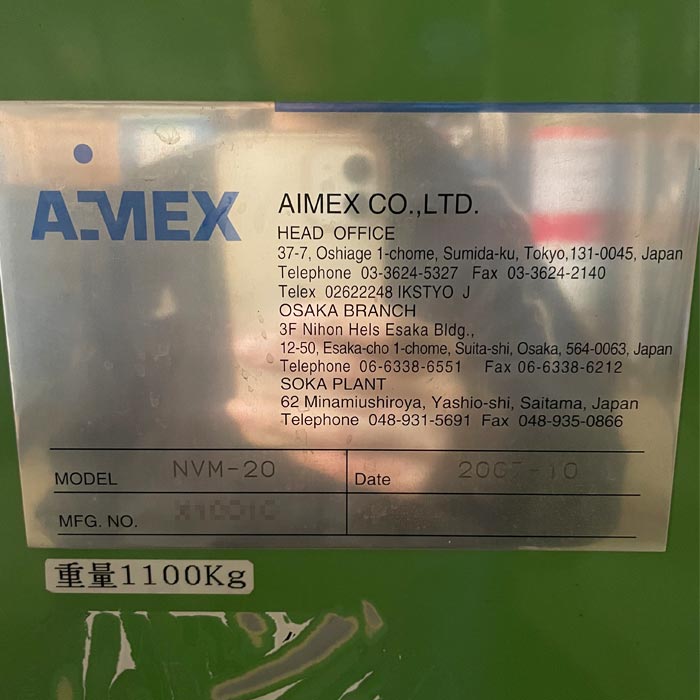 AIMEX
AIMEX CO.,LTD.
HEAD OFFICE
37-7, Oshiage 1-chome, Sumida-ku, Tokyo,131-0045, Japan
Telephone 03-3624-5327 Fax 03-3624-2140
Telex 02622248 IKSTYO J
OSAKA BRANCH
3F Nihon Hels Esaka Bldg.,
12-50, Esaka-cho 1-chome, Suita-shi, Osaka, 564-0063, Japan
Telephone 06-6338-6551 Fax 06-6338-6212
SOKA PLANT
62 Minamiushiroya, Yashio-shi, Saitama, Japan
Telephone 048-931-5691 Fax 048-935-0866
MODEL NVM-20 Date
MFG. NO.
重量1100Kg